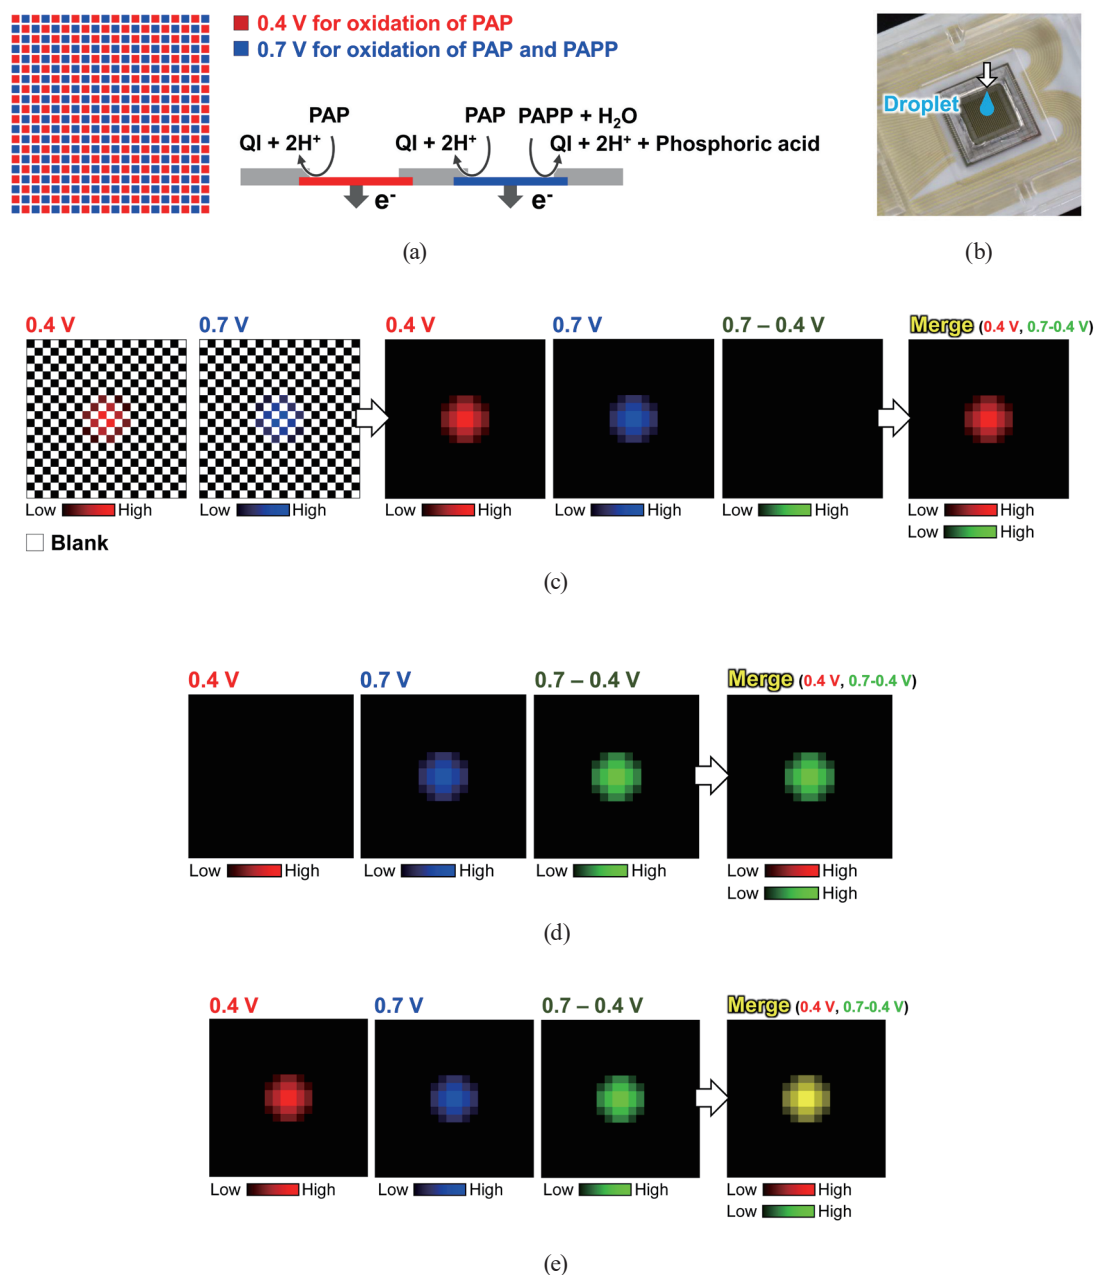 0.4 V for oxidation of PAP
0.7 V for oxidation of PAP and PAPP
PAP
PAP
PAPP + H₂O
QI + 2H⁺
QI + 2H⁺
QI + 2H⁺ + Phosphoric acid
e⁻
e⁻
(a)
Droplet
(b)
0.4 V
0.7 V
0.4 V
0.7 V
0.7 – 0.4 V
Merge (0.4 V, 0.7-0.4 V)
Low High
Low High
Low High
Low High
Low High
Low High
Low High
Blank
(c)
0.4 V
0.7 V
0.7 – 0.4 V
Merge (0.4 V, 0.7-0.4 V)
Low High
Low High
Low High
Low High
Low High
(d)
0.4 V
0.7 V
0.7 – 0.4 V
Merge (0.4 V, 0.7-0.4 V)
Low High
Low High
Low High
Low High
Low High
(e)